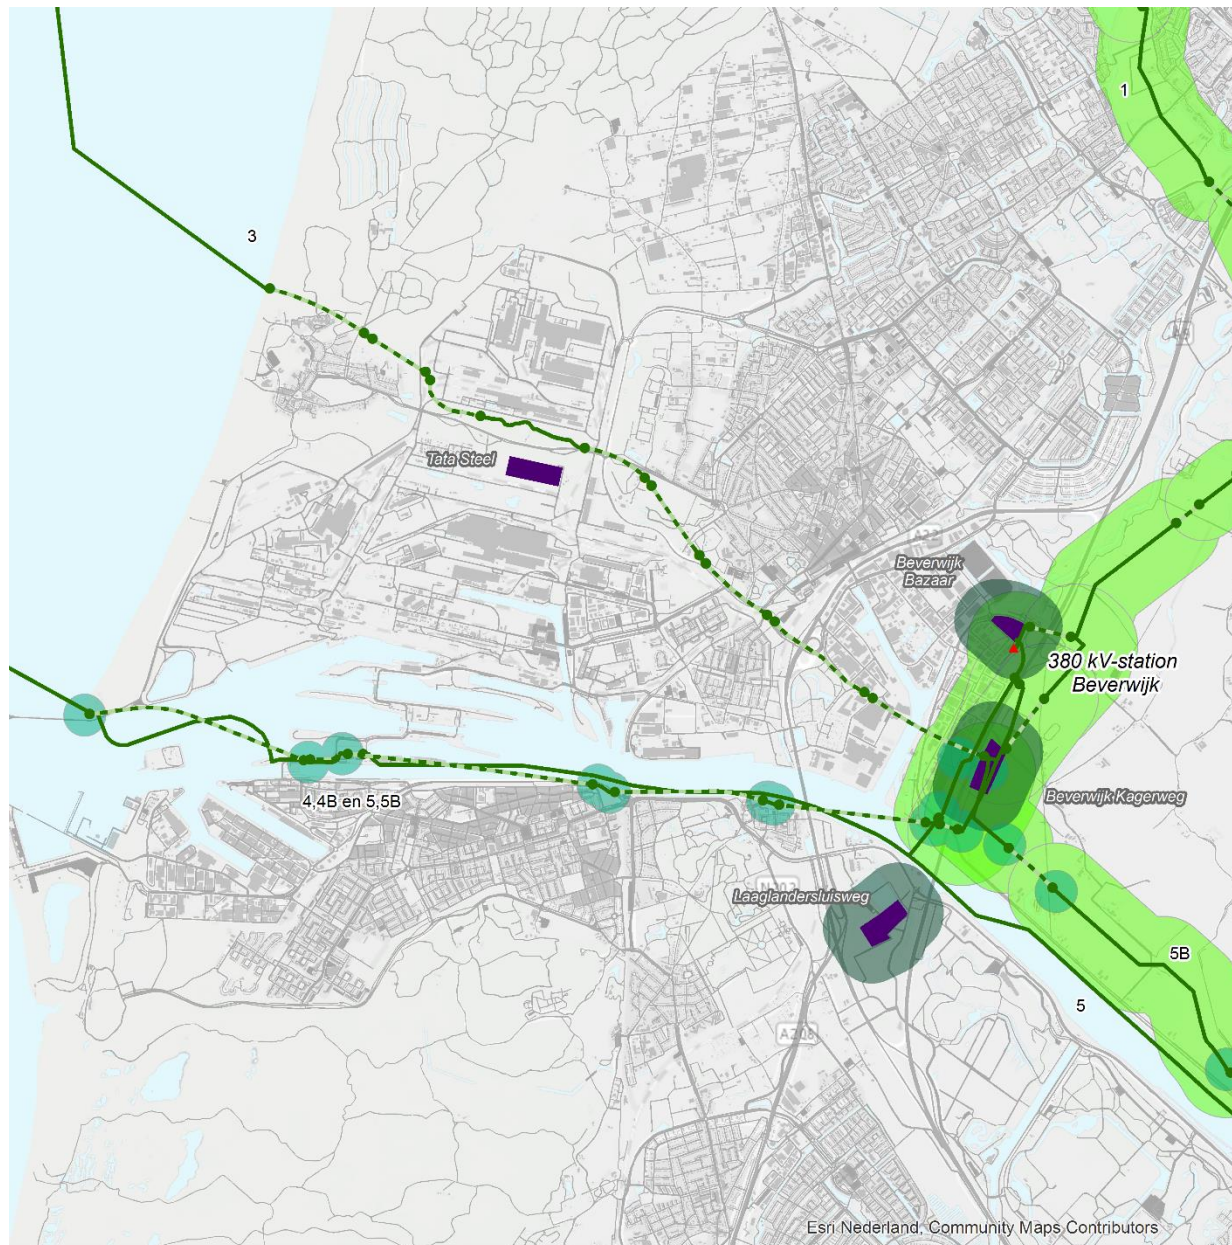 1
3
Tata Steel
A22
Beverwijk
Bazaar
380 kV-station
Beverwijk
4,4B en 5,5B
Beverwijk Kagerweg
Laaglandersluisweg
5B
5
A208
Esri Nederland, Community Maps Contributors